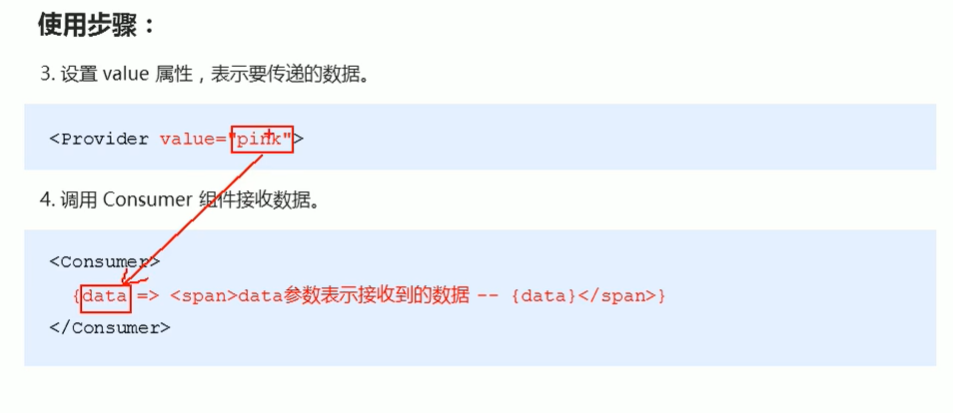 使用步骤：
3. 设置 value 属性，表示要传递的数据。
<Provider value="pink">
4. 调用 Consumer 组件接收数据。
<Consumer>
{data => <span>data参数表示接收到的数据 -- {data}</span>}
</Consumer>